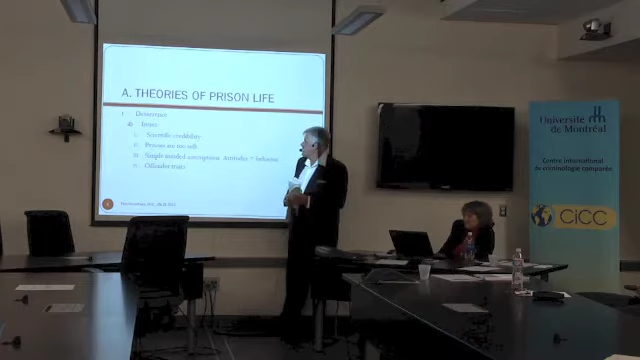 A. THEORIES OF PRISON LIFE
Deterrence
Issues
Scientific credibility
Prisons are too soft
Simple minded assumptions: Attitudes = behavior
Offender traits
Université
de Montréal
Centre international
de criminologie comparée
CiCC